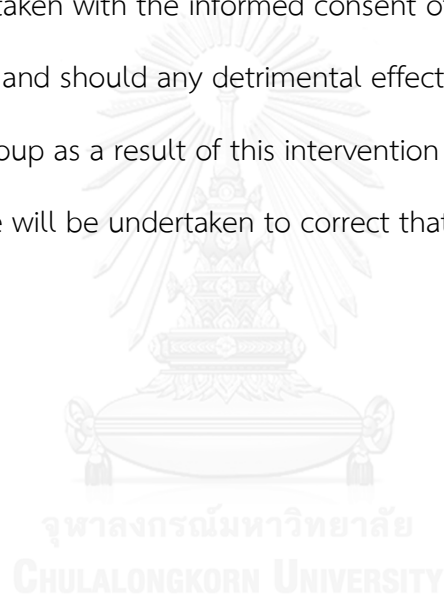 taken with the informed consent o
and should any detrimental effect
oup as a result of this intervention
e will be undertaken to correct that
จุฬาลงกรณ์มหาวิทยาลัย
CHULALONGKORN UNIVERSITY